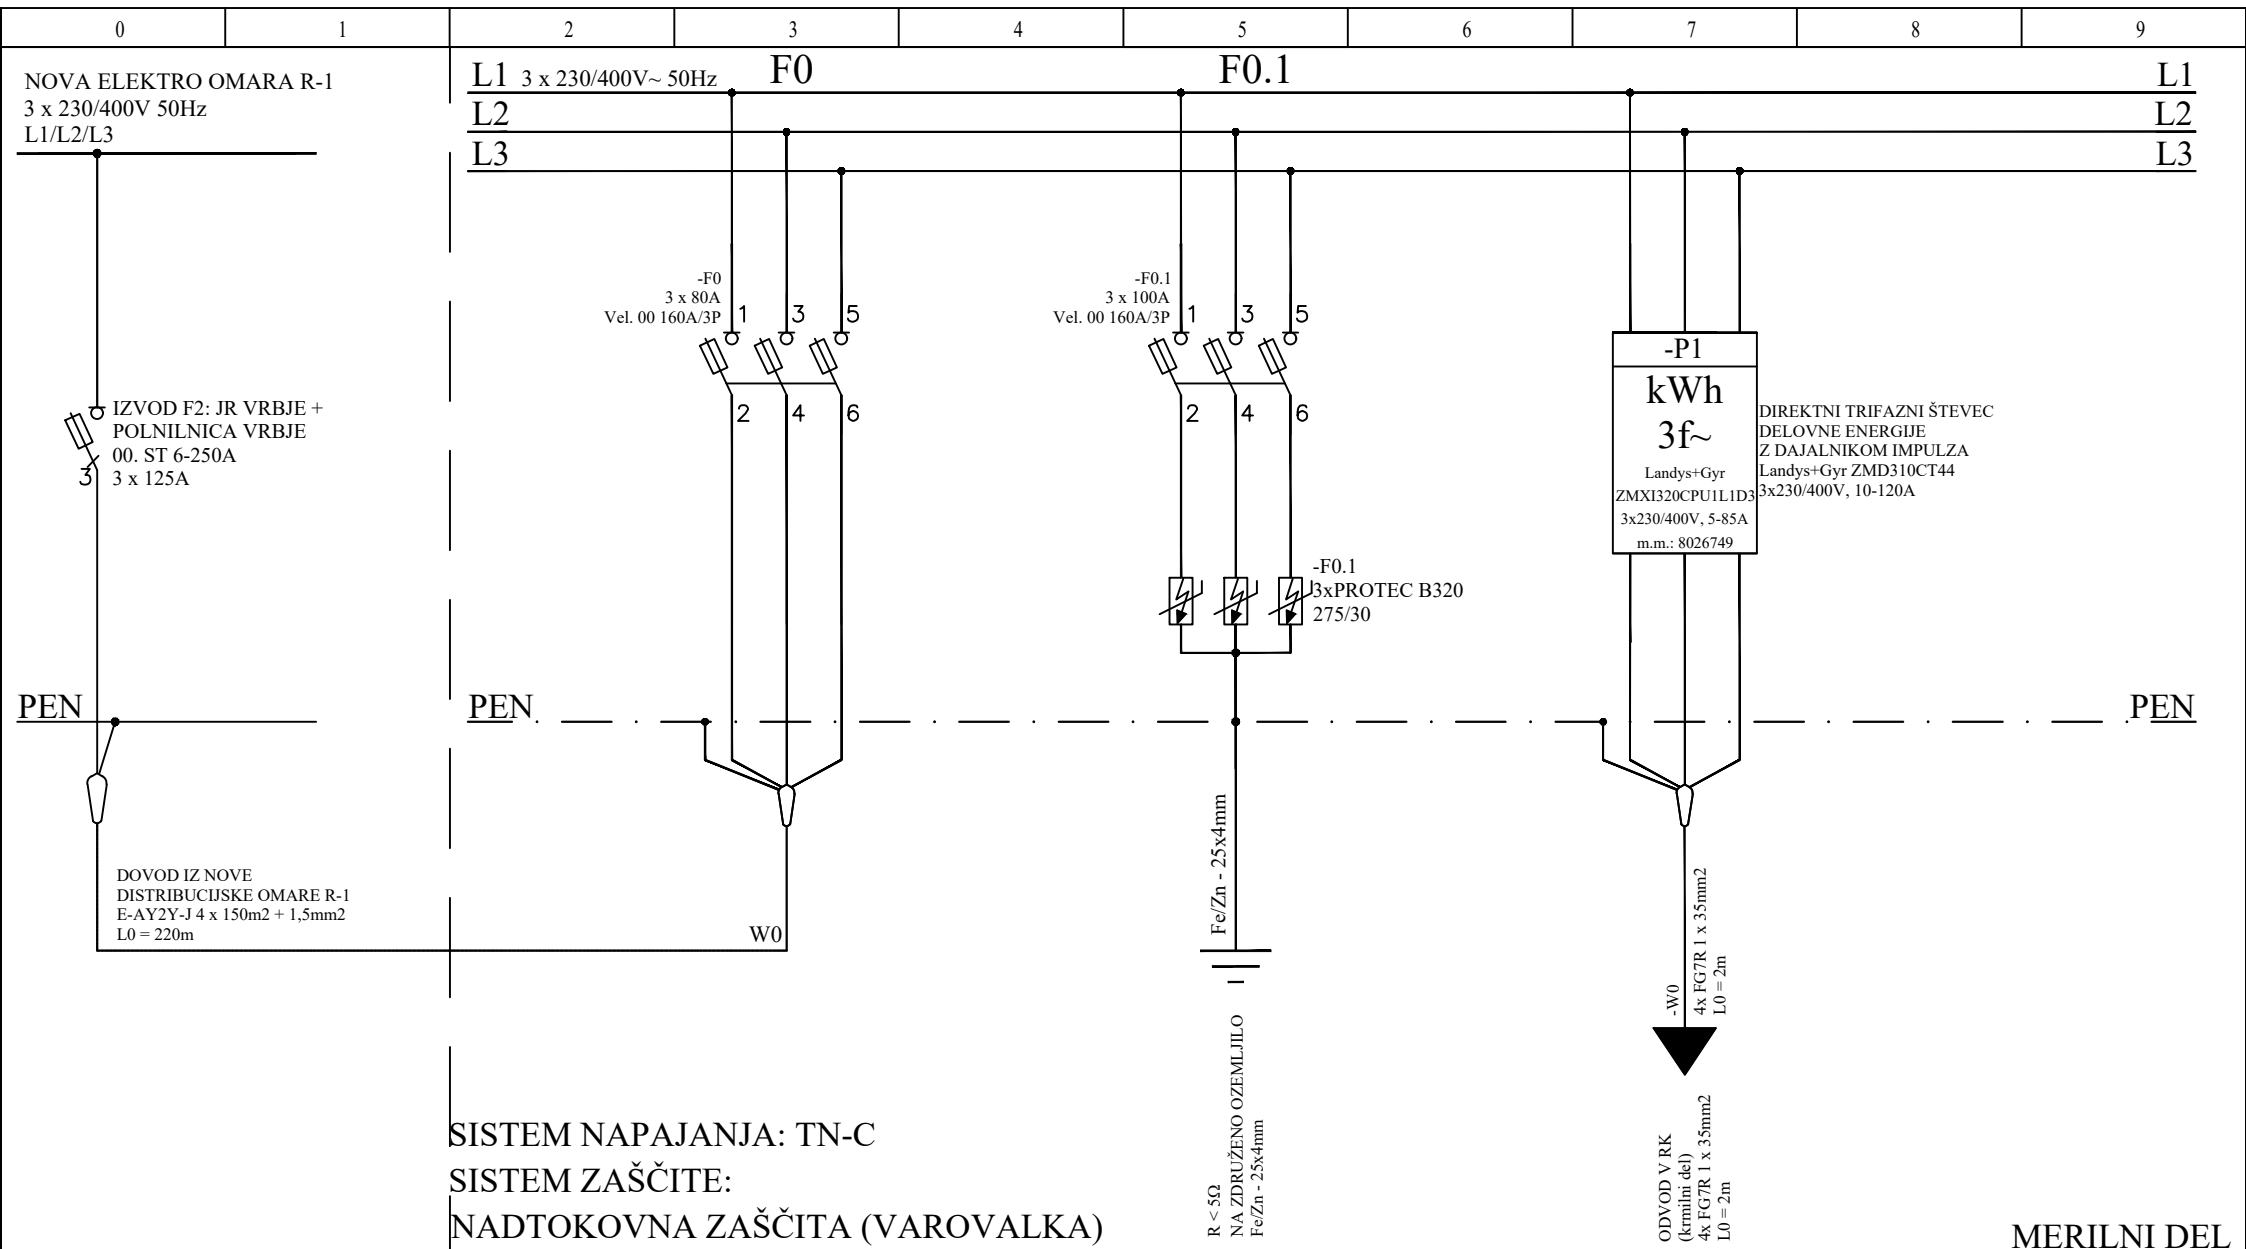 0 1 2 3 4 5 6 7 8 9
NOVA ELEKTRO OMARA R-1
3 x 230/400V 50Hz
L1/L2/L3
L1 3 x 230/400V~ 50Hz
F0
F0.1
L1
L2
L2
L3
L3
-F0
3 x 80A
Vel. 00 160A/3P
1 3 5
2 4 6
-F0.1
3 x 100A
Vel. 00 160A/3P
1 3 5
2 4 6
-P1
kWh
3f~
Landys+Gyr
ZMXI320CPU1L1D3
3x230/400V, 5-85A
m.m.: 8026749
DIREKTNI TRIFAZNI ŠTEVEC
DELOVNE ENERGIJE
Z DAJALNIKOM IMPULZA
Landys+Gyr ZMD310CT44
3x230/400V, 10-120A
IZVOD F2: JR VRBJE +
POLNILNICA VRBJE
00. ST 6-250A
3 x 125A
3
-F0.1
3xPROTEC B320
275/30
PEN
PEN
PEN
DOVOD IZ NOVE
DISTRIBUCIJSKE OMARE R-1
E-AY2Y-J 4 x 150m2 + 1,5mm2
L0 = 220m
W0
Fe/Zn - 25x4mm
-W0
4x FG7R 1 x 35mm2
L0 = 2m
R < 5Ω
NA ZDRUŽENO OZEMLJILO
Fe/Zn - 25x4mm
ODVOD V RK
(krmilni del)
4x FG7R 1 x 35mm2
L0 = 2m
SISTEM NAPAJANJA: TN-C
SISTEM ZAŠČITE:
NADTOKOVNA ZAŠČITA (VAROVALKA)
MERILNI DEL